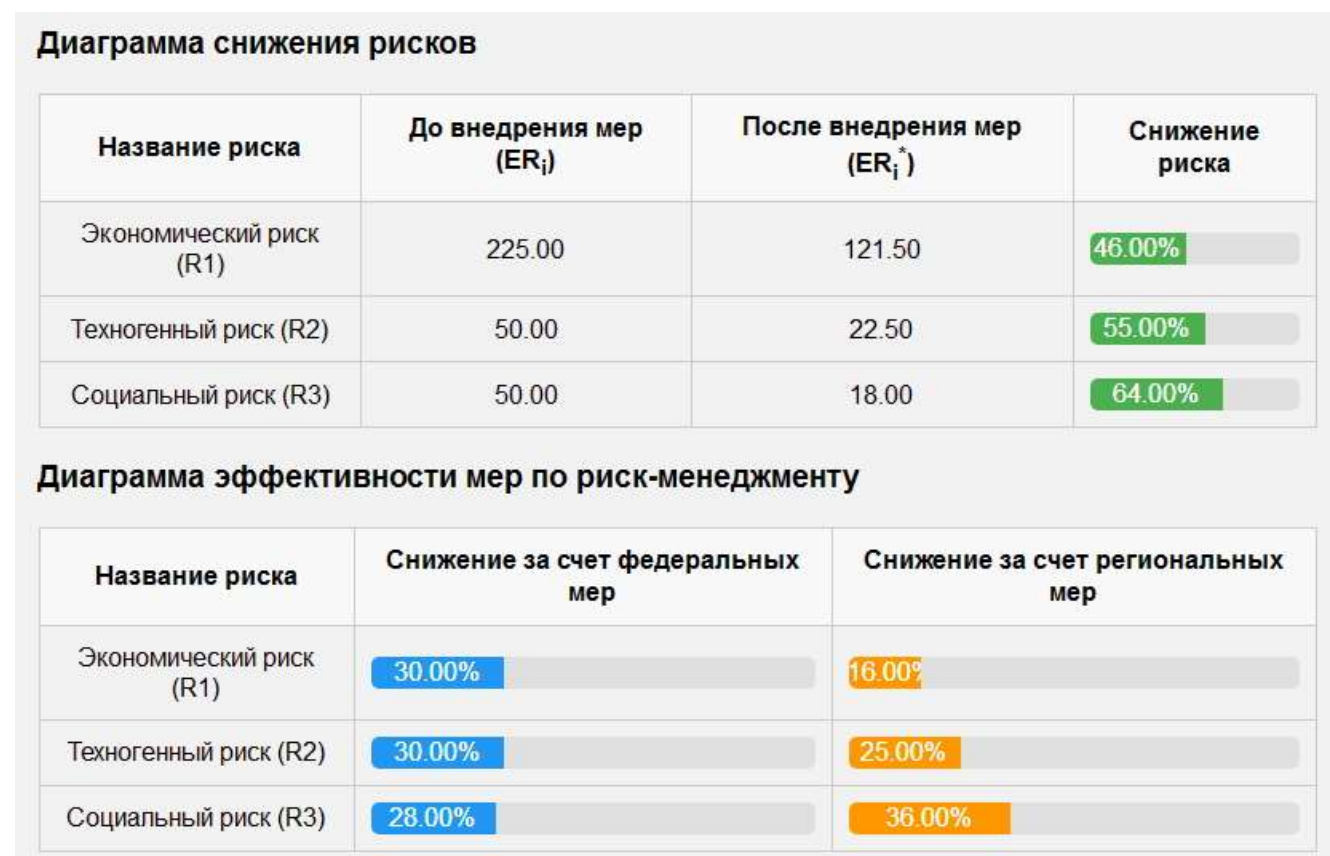 Диаграмма снижения рисков
Название риска
До внедрения мер
(ERi)
После внедрения мер
(ERi*)
Снижение
риска
Экономический риск
(R1)
225.00
121.50
46.00%
Техногенный риск (R2)
50.00
22.50
55.00%
Социальный риск (R3)
50.00
18.00
64.00%
Диаграмма эффективности мер по риск-менеджменту
Название риска
Снижение за счет федеральных
мер
Снижение за счет региональных
мер
Экономический риск
(R1)
30.00%
16.00%
Техногенный риск (R2)
30.00%
25.00%
Социальный риск (R3)
28.00%
36.00%